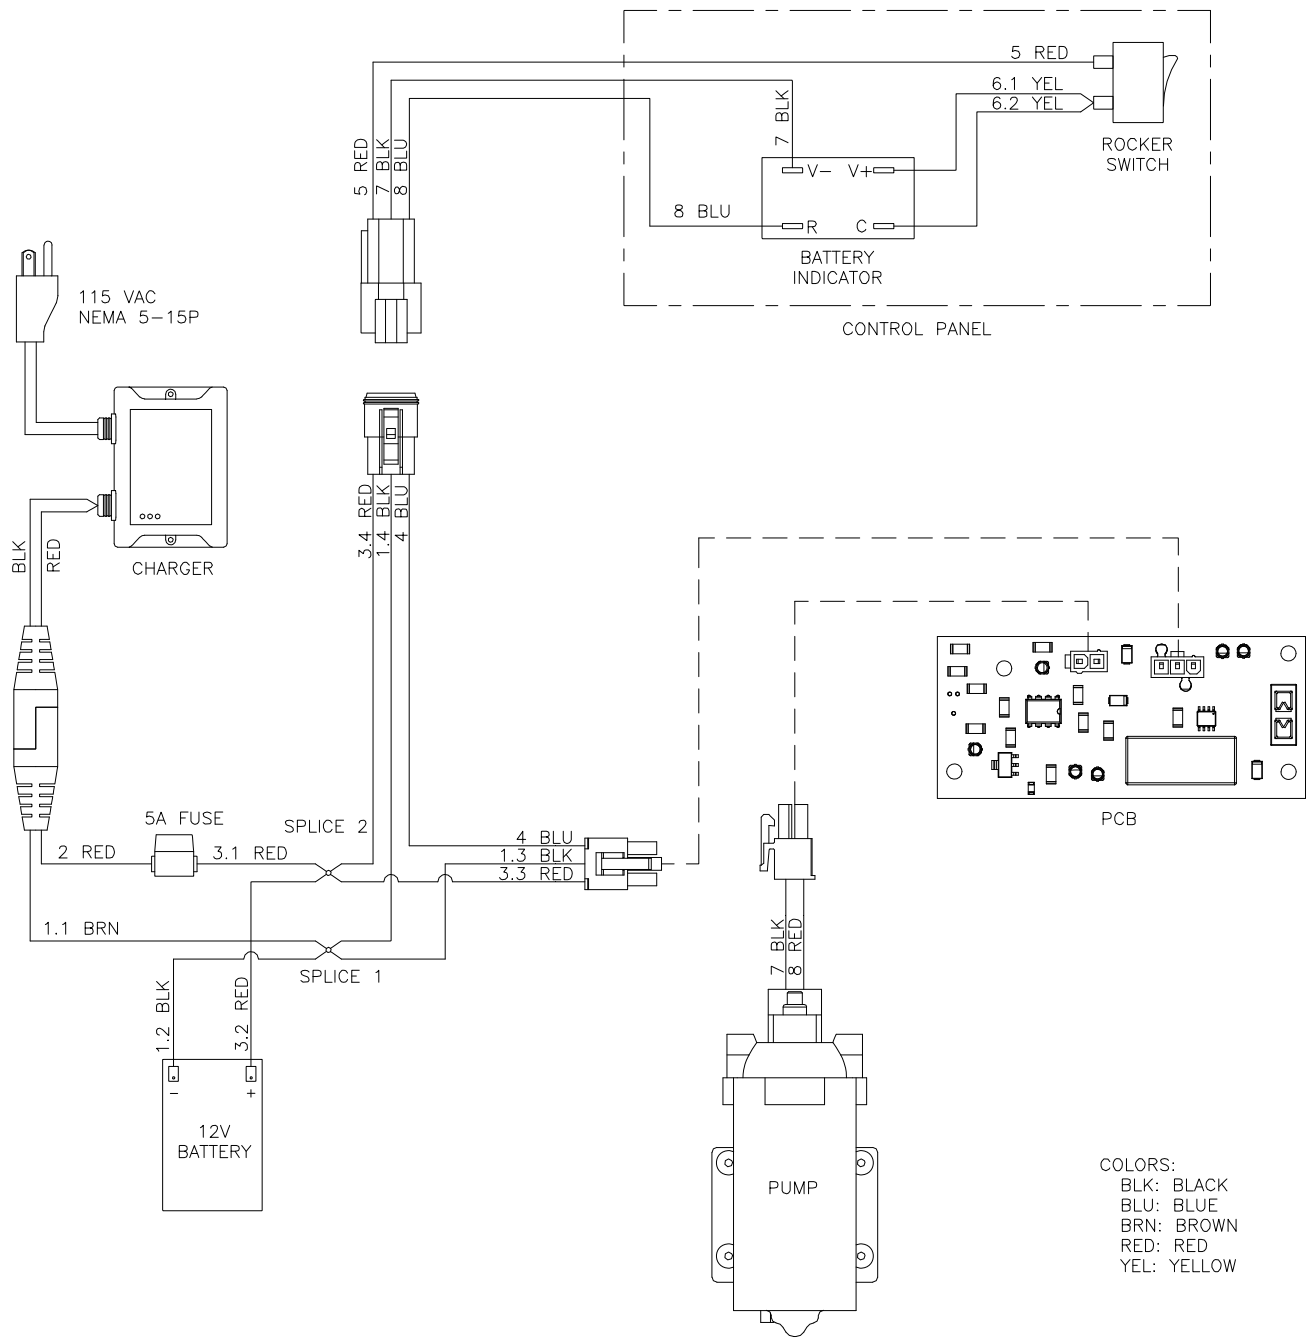 5 RED
6.1 YEL
6.2 YEL
ROCKER
SWITCH
7 BLK
5 RED
7 BLK
8 BLU
V- V+
8 BLU
R C
BATTERY
INDICATOR
CONTROL PANEL
115 VAC
NEMA 5-15P
BLK
RED
CHARGER
3.4 RED
1.4 BLK
4 BLU
PCB
5A FUSE
SPLICE 2
2 RED
3.1 RED
4 BLU
1.3 BLK
3.3 RED
1.1 BRN
SPLICE 1
7 BLK
8 RED
1.2 BLK
3.2 RED
- +
12V
BATTERY
PUMP
COLORS:
BLK: BLACK
BLU: BLUE
BRN: BROWN
RED: RED
YEL: YELLOW